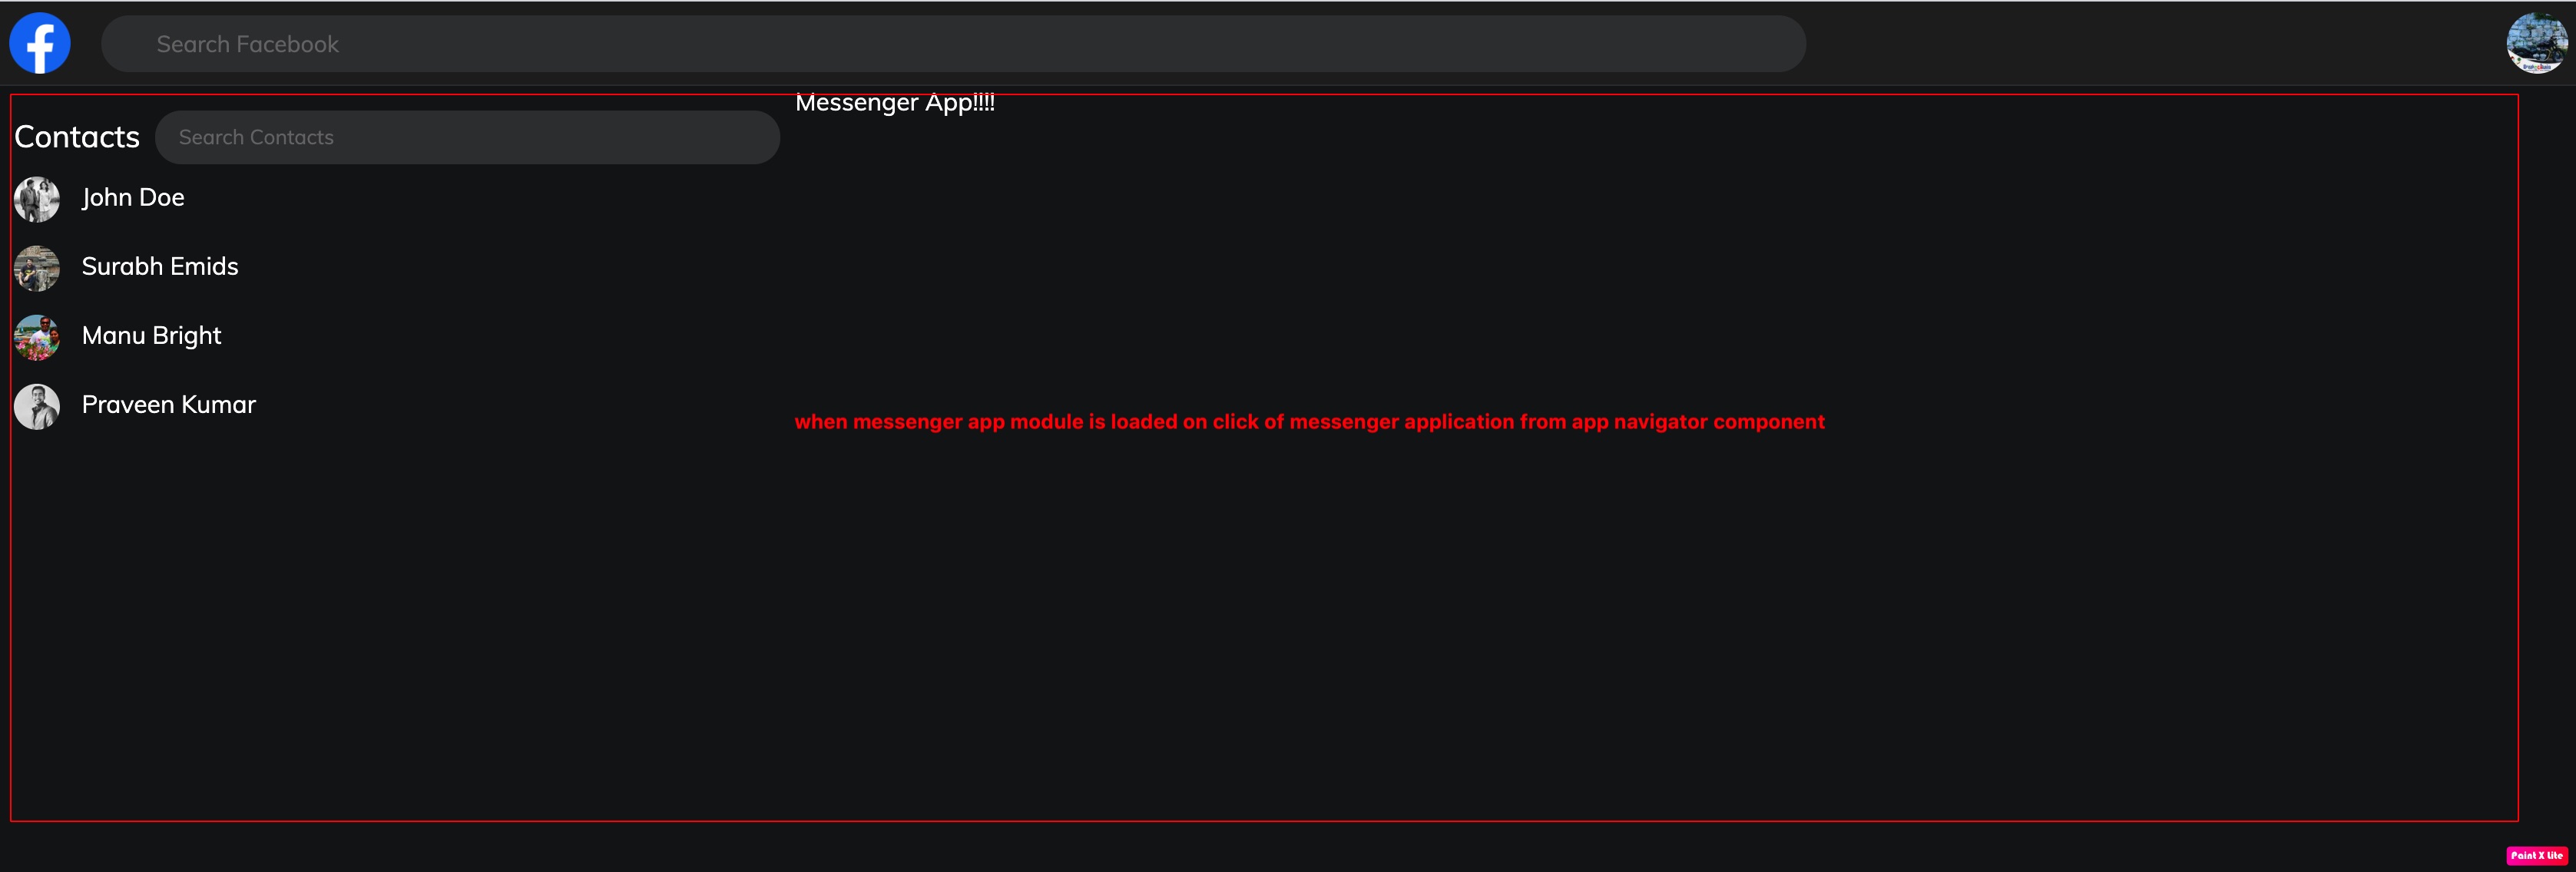 Search Facebook
Messenger App!!!!
Contacts
Search Contacts
John Doe
Surabh Emids
Manu Bright
Praveen Kumar
when messenger app module is loaded on click of messenger application from app navigator component
Paint X Lite